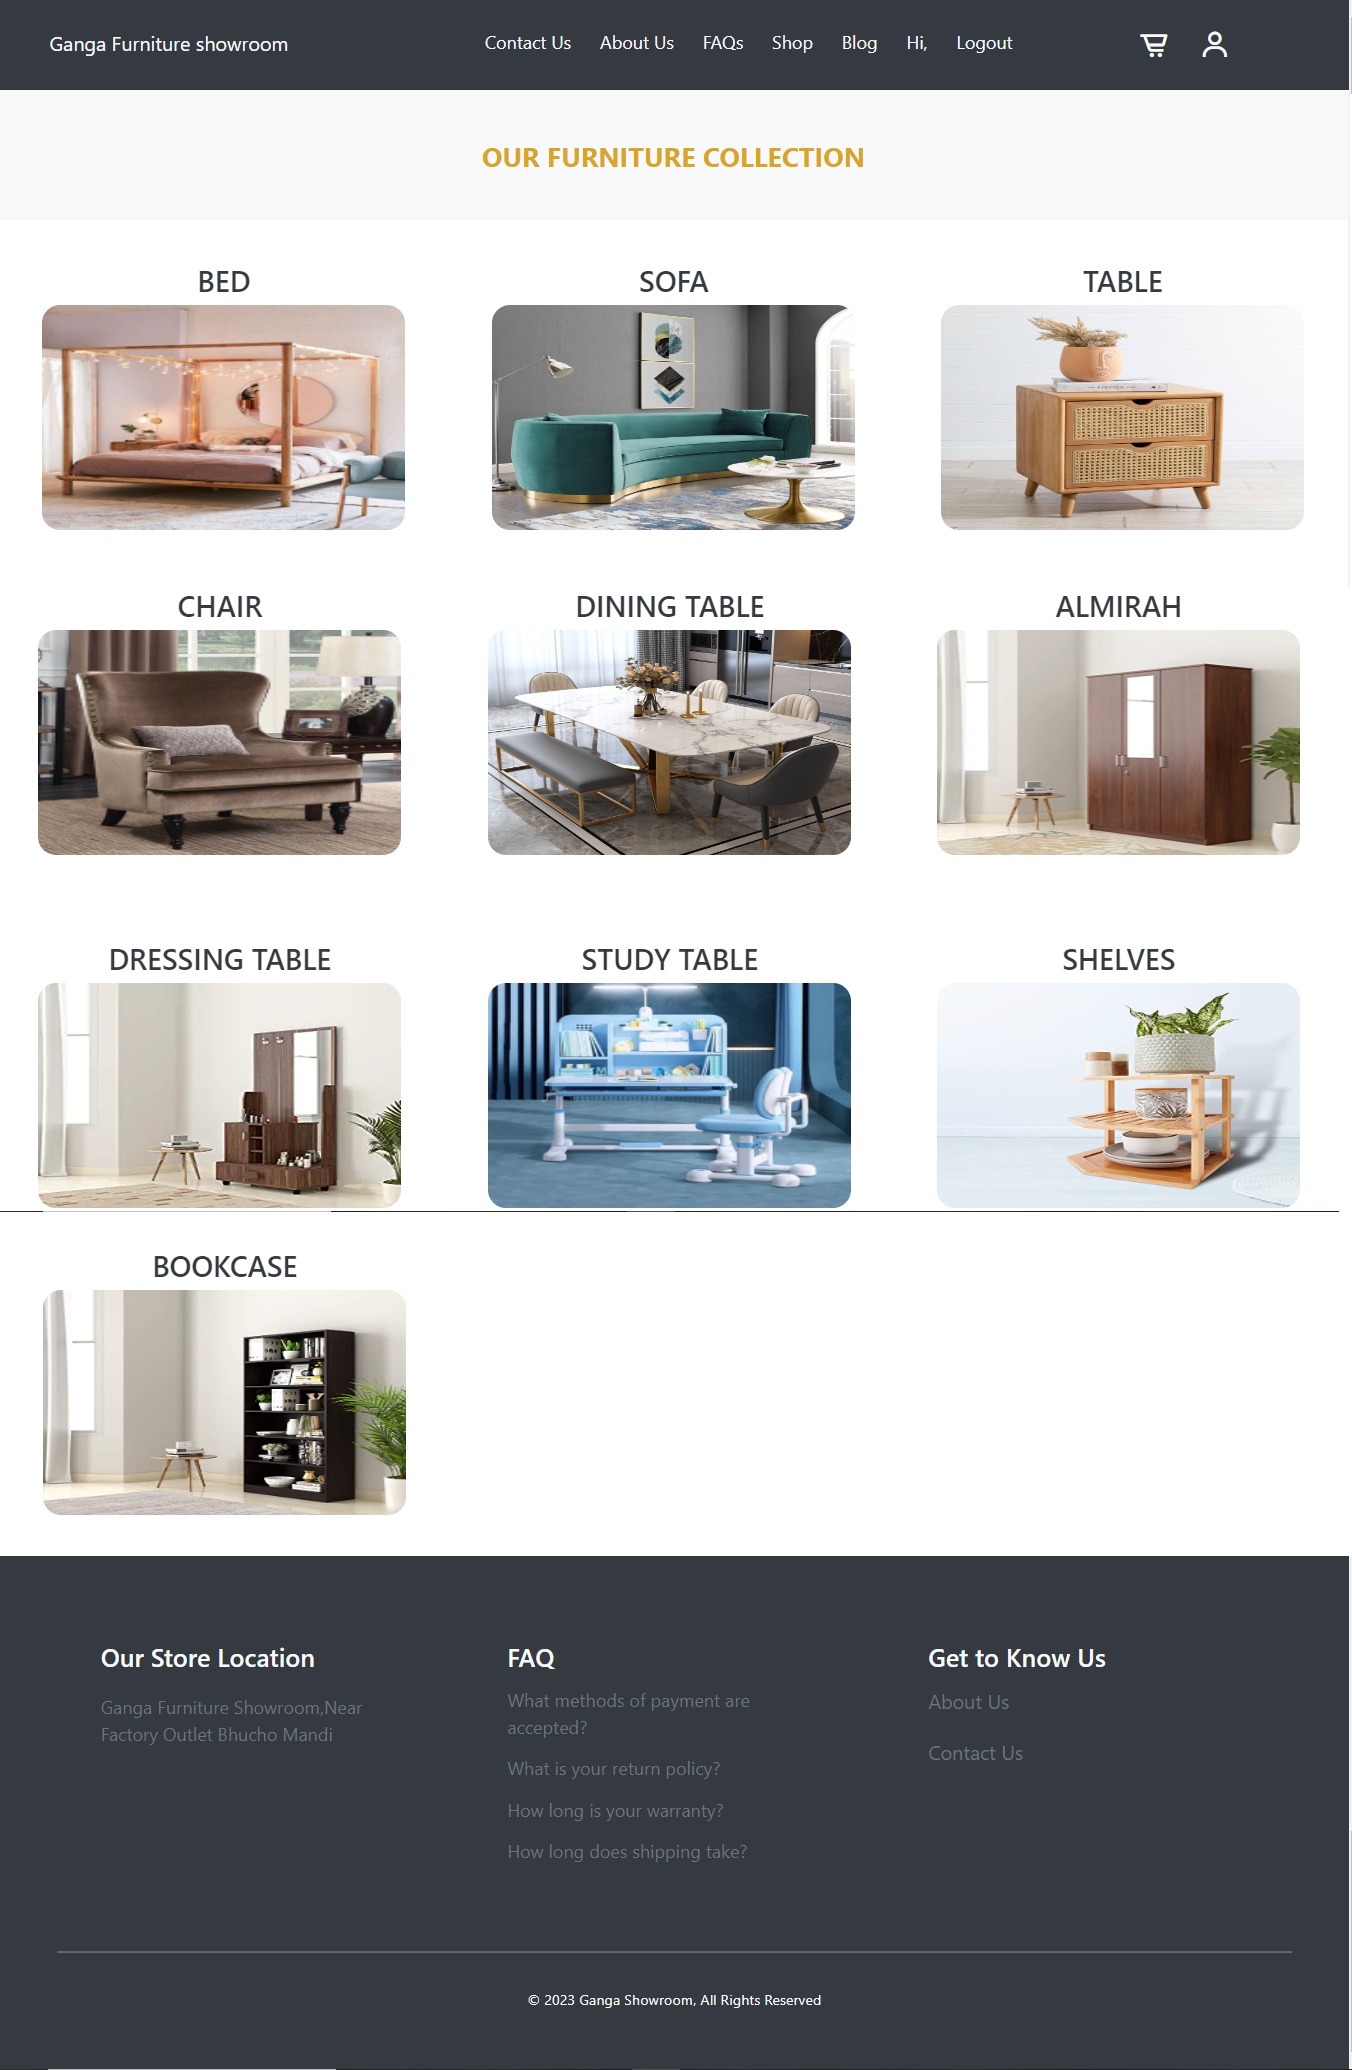 Ganga Furniture showroom
Contact Us About Us FAQs Shop Blog Hi, Logout
OUR FURNITURE COLLECTION
BED
SOFA
TABLE
CHAIR
DINING TABLE
ALMIRAH
DRESSING TABLE
STUDY TABLE
SHELVES
BOOKCASE
Our Store Location
Ganga Furniture Showroom,Near
Factory Outlet Bhucho Mandi
FAQ
What methods of payment are
accepted?
What is your return policy?
How long is your warranty?
How long does shipping take?
Get to Know Us
About Us
Contact Us
© 2023 Ganga Showroom, All Rights Reserved